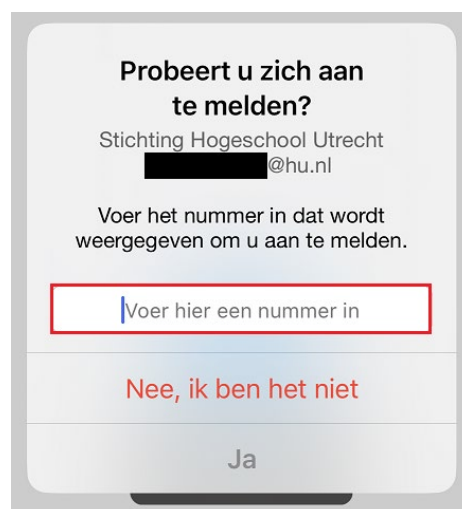 Probeert u zich aan
te melden?
Stichting Hogeschool Utrecht
@hu.nl
Voer het nummer in dat wordt
weergegeven om u aan te melden.
Voer hier een nummer in
Nee, ik ben het niet
Ja